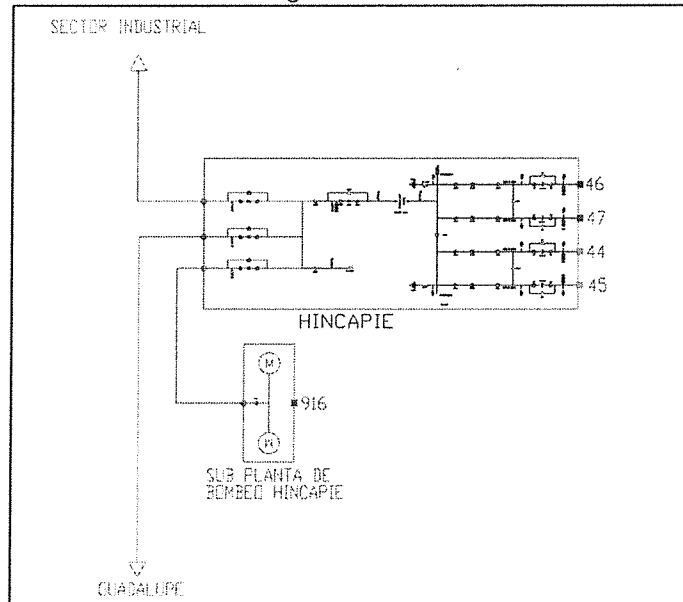 SECTOR INDUSTRIAL
46
47
44
45
HINCAPIE
M
916
M
SUB PLANTA DE
BOMBEO HINCAPIE
GUADALUPE